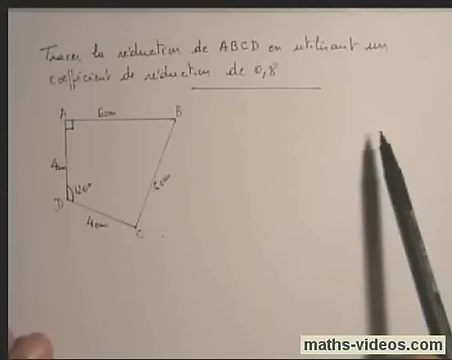 Tracer la réduction de ABCD en utilisant un
coefficient de réduction de 0,8
A 6cm B
4cm
120°
D
4cm
C
maths-videos.com